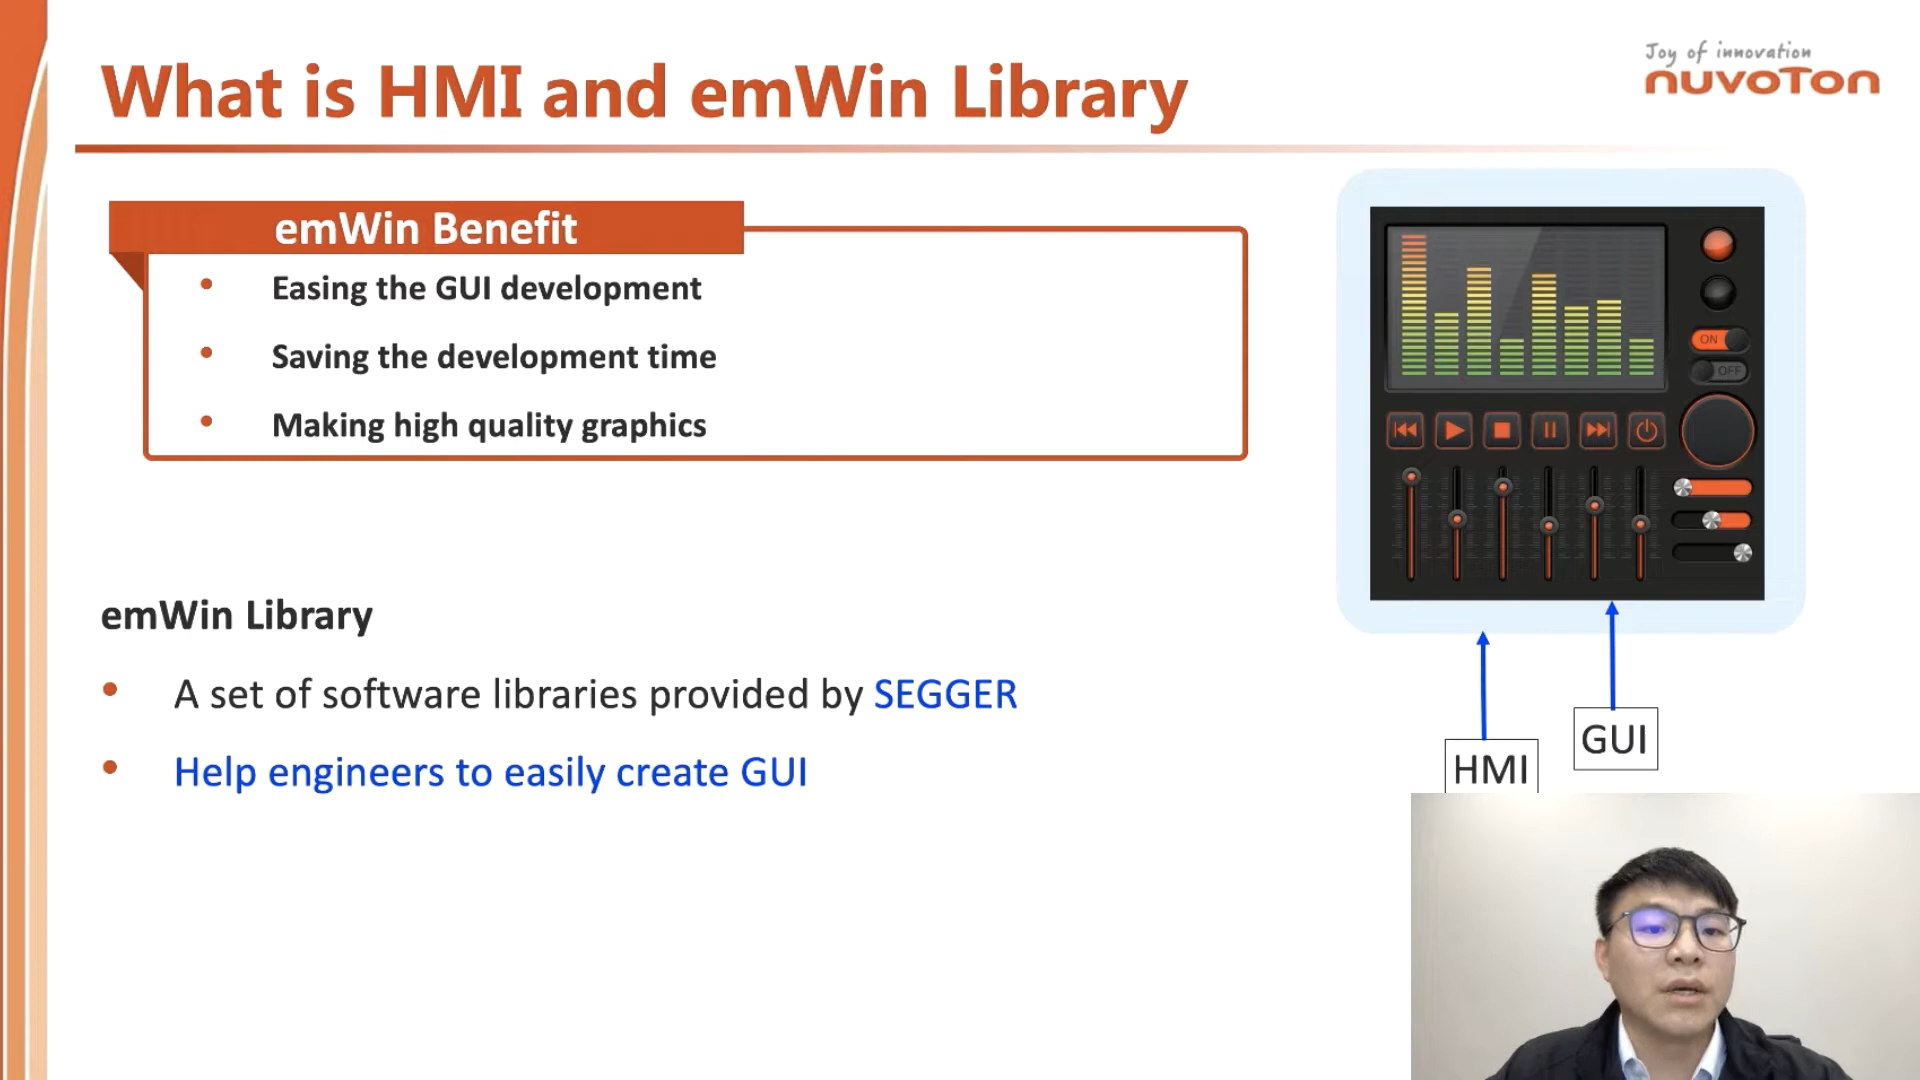 What is HMI and emWin Library
Joy of innovation
nuvoTon
emWin Benefit
• Easing the GUI development
• Saving the development time
• Making high quality graphics
ON
OFF
emWin Library
• A set of software libraries provided by SEGGER
• Help engineers to easily create GUI
GUI
HMI